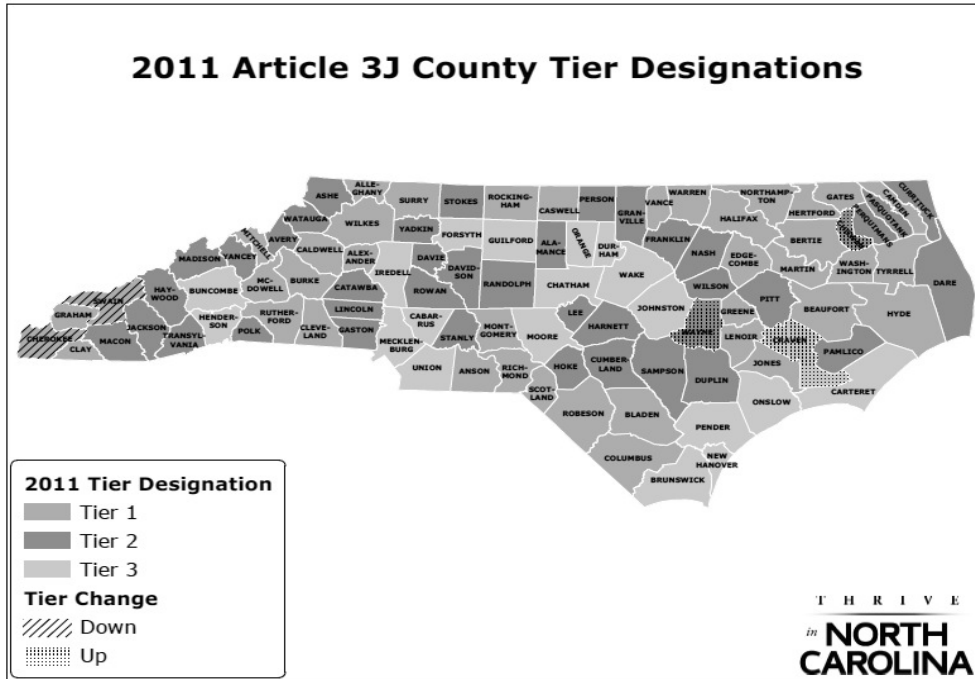 2011 Article 3J County Tier Designations
ASHE
ALLE-
GHANY
SURRY
STOKES
ROCKING-
HAM
CASWELL
PERSON
GRAN-
VILLE
VANCE
WARREN
NORTHAMP-
TON
GATES
CURRITUCK
CAMDEN
PASQUOTANK
PERQUIMANS
HERTFORD
HALIFAX
WATAUGA
WILKES
YADKIN
FORSYTH
GUILFORD
ALA-
MANCE
ORANGE
DUR-
HAM
FRANKLIN
NASH
EDGE-
COMBE
BERTIE
MITCHELL
AVERY
CALDWELL
ALEX-
ANDER
IREDELL
DAVIE
DAVID-
SON
RANDOLPH
CHATHAM
WAKE
WILSON
MARTIN
WASH-
INGTON
TYRRELL
DARE
MADISON
YANCEY
MC-
DOWELL
BURKE
CATAWBA
ROWAN
JOHNSTON
PITT
GREENE
BEAUFORT
HYDE
SWAIN
HAY-
WOOD
BUNCOMBE
GRAHAM
JACKSON
HENDER-
SON
RUTHER-
FORD
LINCOLN
CABAR-
RUS
STANLY
MONT-
GOMERY
MOORE
LEE
HARNETT
WAYNE
LENOIR
CRAVEN
PAMLICO
CHEROKEE
CLAY
MACON
TRANSYL-
VANIA
POLK
CLEVE-
LAND
GASTON
MECKLEN-
BURG
UNION
ANSON
RICH-
MOND
HOKE
CUMBER-
LAND
SAMPSON
DUPLIN
JONES
CARTERET
SCOT-
LAND
ROBESON
BLADEN
PENDER
ONSLOW
COLUMBUS
NEW
HANOVER
BRUNSWICK
2011 Tier Designation
Tier 1
Tier 2
Tier 3
Tier Change
Down
Up
THRIVE
in NORTH
CAROLINA